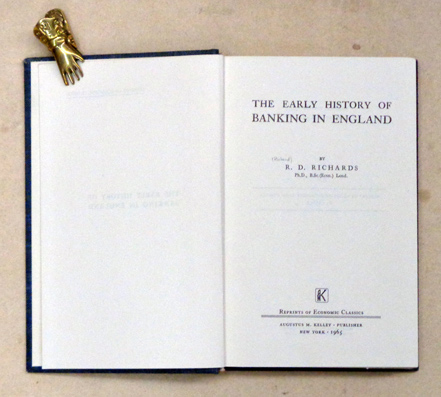 THE EARLY HISTORY OF
BANKING IN ENGLAND
BY
R. D. RICHARDS
Ph.D., B.Sc.(Econ.) Lond.
K
REPRINTS OF ECONOMIC CLASSICS
AUGUSTUS M. KELLEY · PUBLISHER
NEW YORK · 1965